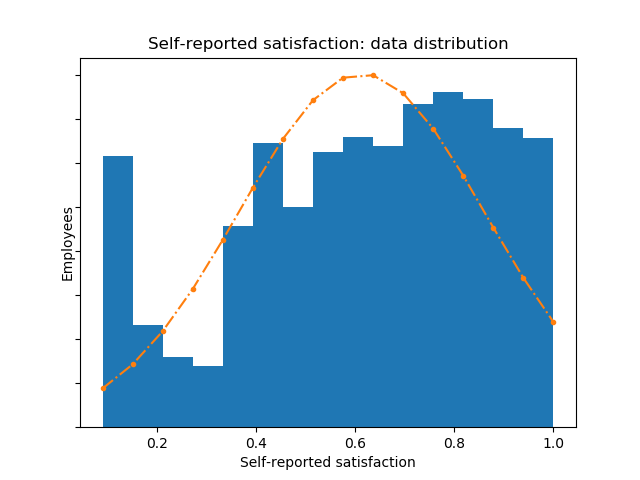 Self-reported satisfaction: data distribution
Employees
0.2 0.4 0.6 0.8 1.0
Self-reported satisfaction